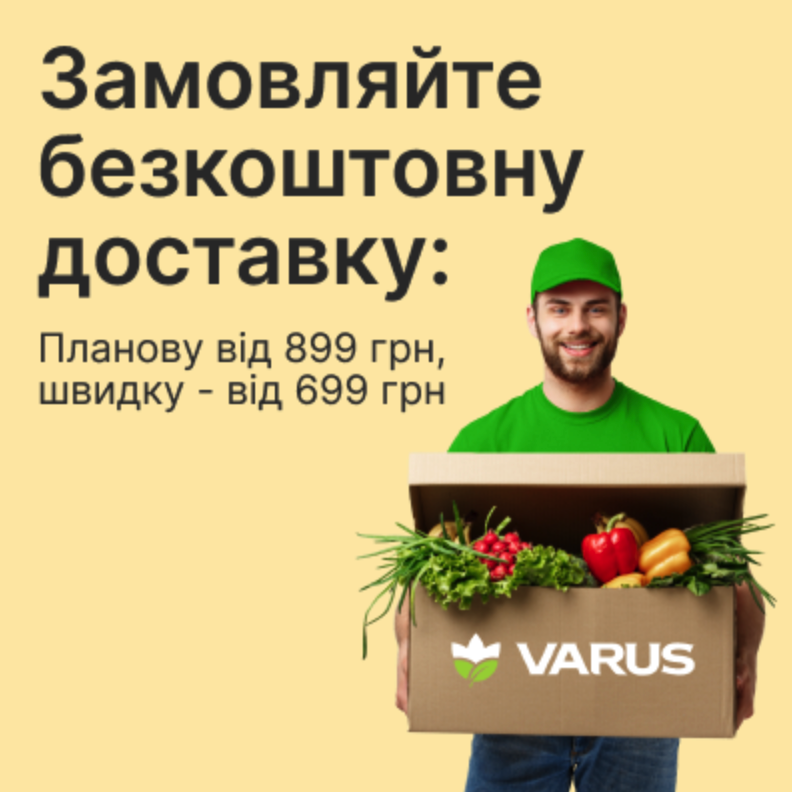 Замовляйте
безкоштовну
доставку:
Планову від 899 грн,
швидку - від 699 грн
VARUS